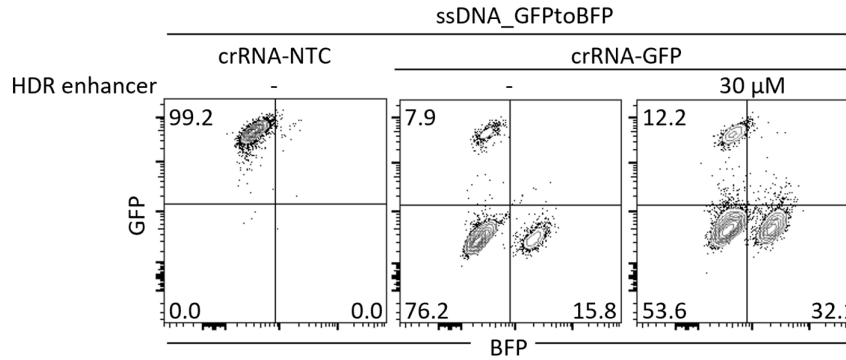 ssDNA_GFPtoBFP
crRNA-NTC crRNA-GFP
HDR enhancer - - 30 µM
99.2 7.9 12.2
GFP
0.0 0.0 76.2 15.8 53.6
BFP